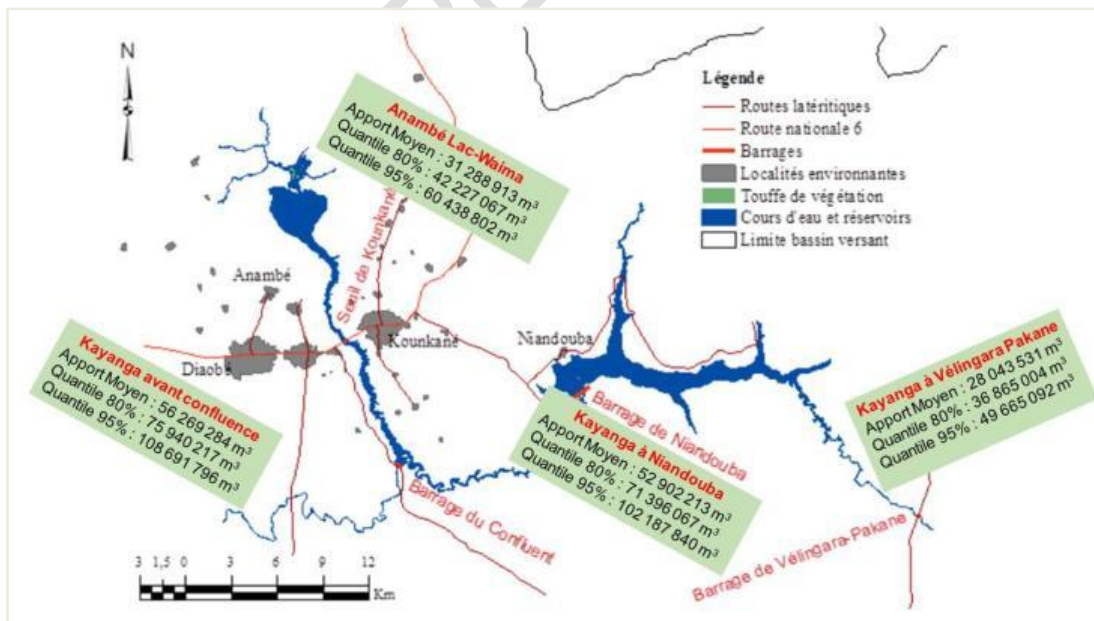 N
Légende
Routes latéritiques
Route nationale 6
Barrages
Localités environnantes
Touffe de végétation
Cours d'eau et réservoirs
Limite bassin versant
Anambé Lac-Waima
Apport Moyen : 31 288 913 m³
Quantile 80% : 42 227 067 m³
Quantile 95% : 60 438 802 m³
Seuil de Kounkané
Anambé
Kounkané
Diaobé
Niandouba
Kayanga avant confluence
Apport Moyen : 56 269 284 m³
Quantile 80% : 75 940 217 m³
Quantile 95% : 108 691 796 m³
Barrage de Niandouba
Kayanga à Niandouba
Apport Moyen : 52 902 213 m³
Quantile 80% : 71 396 067 m³
Quantile 95% : 102 187 840 m³
Kayanga à Vélingara Pakane
Apport Moyen : 28 043 531 m³
Quantile 80% : 36 865 004 m³
Quantile 95% : 49 665 092 m³
Barrage du Confluent
Barrage de Vélingara-Pakane
3 1,5 0 3 6 9 12
Km